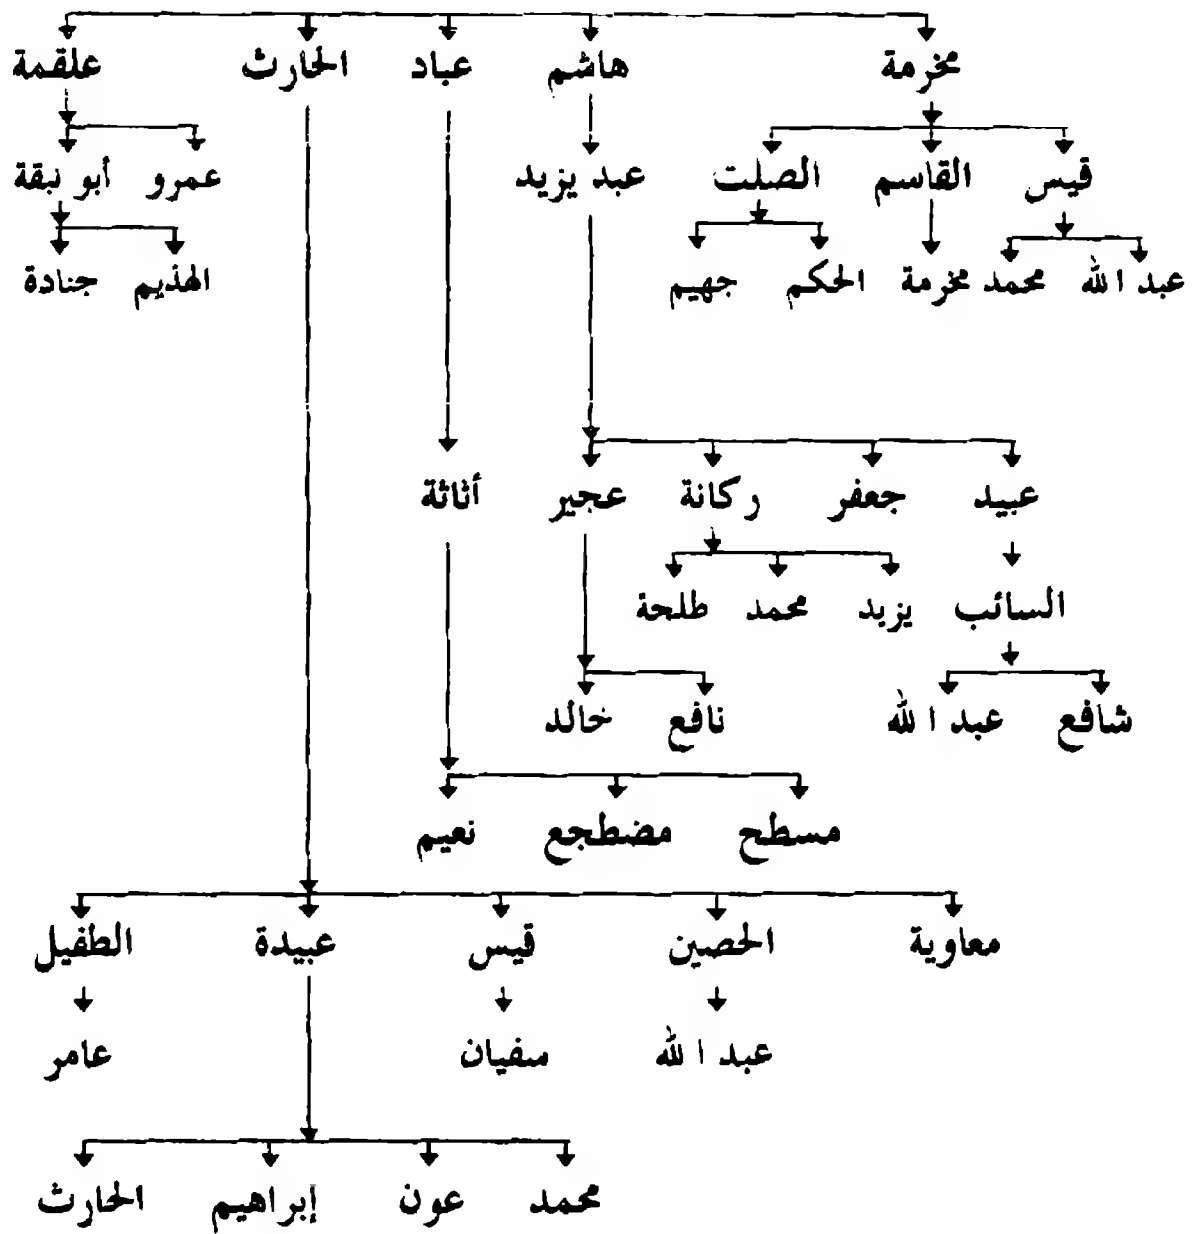 مخرمة هاشم عباد الحارث علقمة
قيس القاسم الصلت عبد يزيد عمرو أبو نبقة
عبد الله محمد مخرمة الحكم جهيم الهذيم جنادة
عبيد جعفر ركانة عجير أثاثة
السائب يزيد محمد طلحة
شافع عبد الله نافع خالد
مسطح مضطجع نعيم
معاوية الحصين قيس عبيدة الطفيل
عبد الله سفيان عامر
محمد عون إبراهيم الحارث